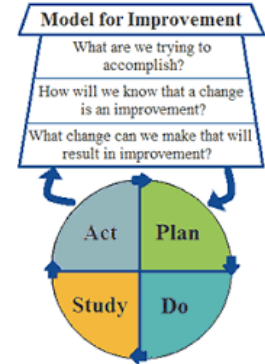 Model for Improvement
What are we trying to
accomplish?
How will we know that a change
is an improvement?
What change can we make that will
result in improvement?
Act
Plan
Study
Do